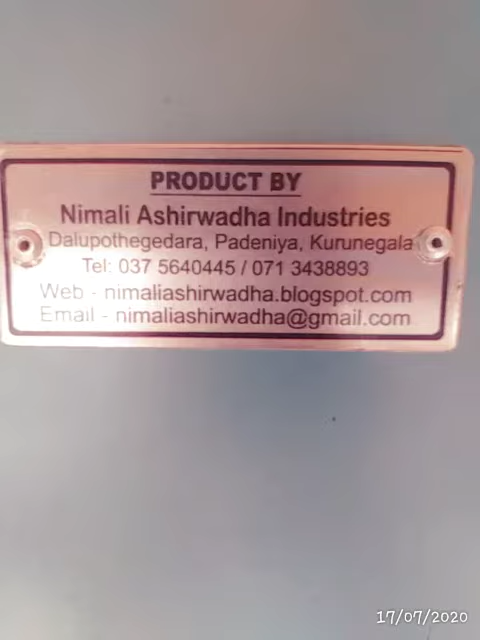 PRODUCT BY
Nimali Ashirwadha Industries
Dalupothegedara, Padeniya, Kurunegala
Tel: 037 5640445 / 071 3438893
Web - nimaliashirwadha.blogspot.com
Email - nimaliashirwadha@gmail.com
17/07/2020